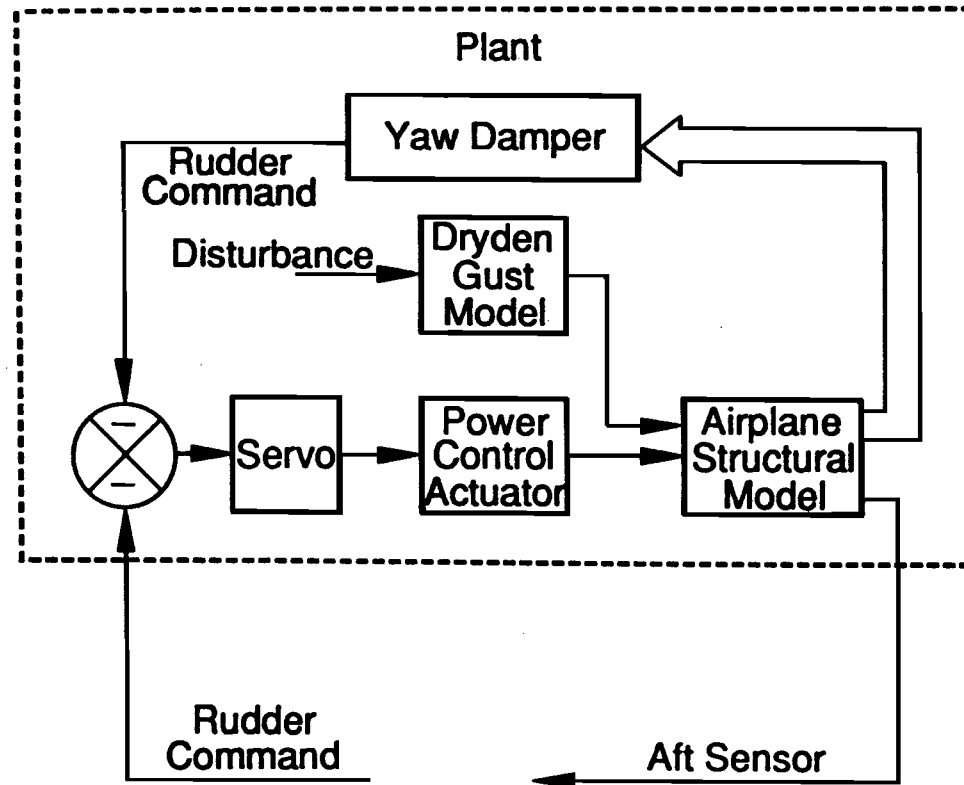 Plant
Yaw Damper
Rudder
Command
Disturbance
Dryden
Gust
Model
−
−
Servo
Power
Control
Actuator
Airplane
Structural
Model
Rudder
Command
Aft Sensor